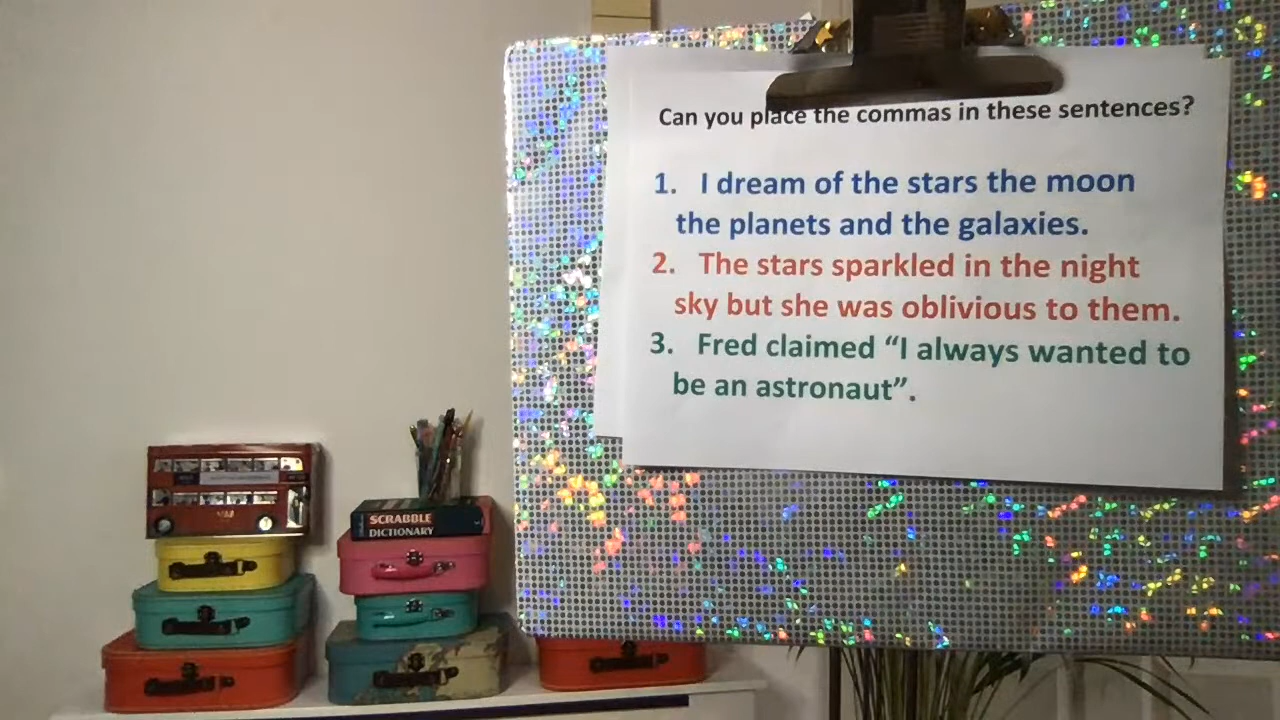 Can you place the commas in these sentences?
1. I dream of the stars the moon
the planets and the galaxies.
2. The stars sparkled in the night
sky but she was oblivious to them.
3. Fred claimed “I always wanted to
be an astronaut”.
SCRABBLE
DICTIONARY